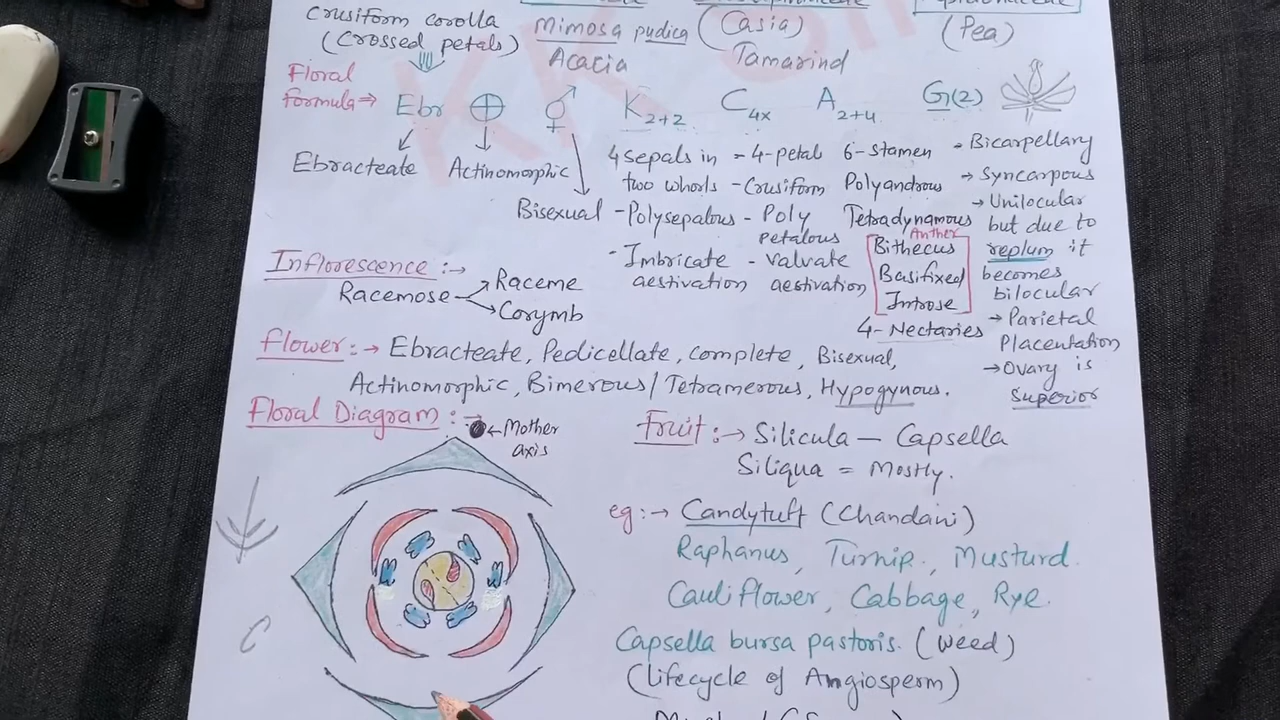 Crusiform corolla
(Crossed petals)
Mimosa pudica
Acacia
(Casia)
Tamarind
(Pea)
Floral
formula→ Ebr ⊕ ⚥ K2+2 C4x A2+4 G(2)
Ebracteate
Actinomorphic
Bisexual
4 sepals in
two whorls
-Polysepalous
- Imbricate
aestivation
= 4-petal
-Crusiform
- Poly
petalous
- Valvate
aestivation
6-stamen
Polyandrous
Tetradynamous
Anther
Bithecus
Basifixed
Introse
4-Nectaries
→ Bicarpellary
→ Syncarpous
→ Unilocular
but due to
replum it
becomes
bilocular
→ Parietal
Placentation
→Ovary is
Superior
Inflorescence:→
Racemose
Raceme
Corymb
Flower:→ Ebracteate, Pedicellate, complete, Bisexual,
Actinomorphic, Bimerous/Tetramerous, Hypogynous.
Floral Diagram:→
←Mother
axis
Fruit:→ Silicula — Capsella
Siliqua = Mostly.
eg:→ Candytuft (Chandani)
Raphanus, Turnip, Musturd.
Cauliflower, Cabbage, Rye.
Capsella bursa pastoris. (weed)
(Lifecycle of Angiosperm)
C